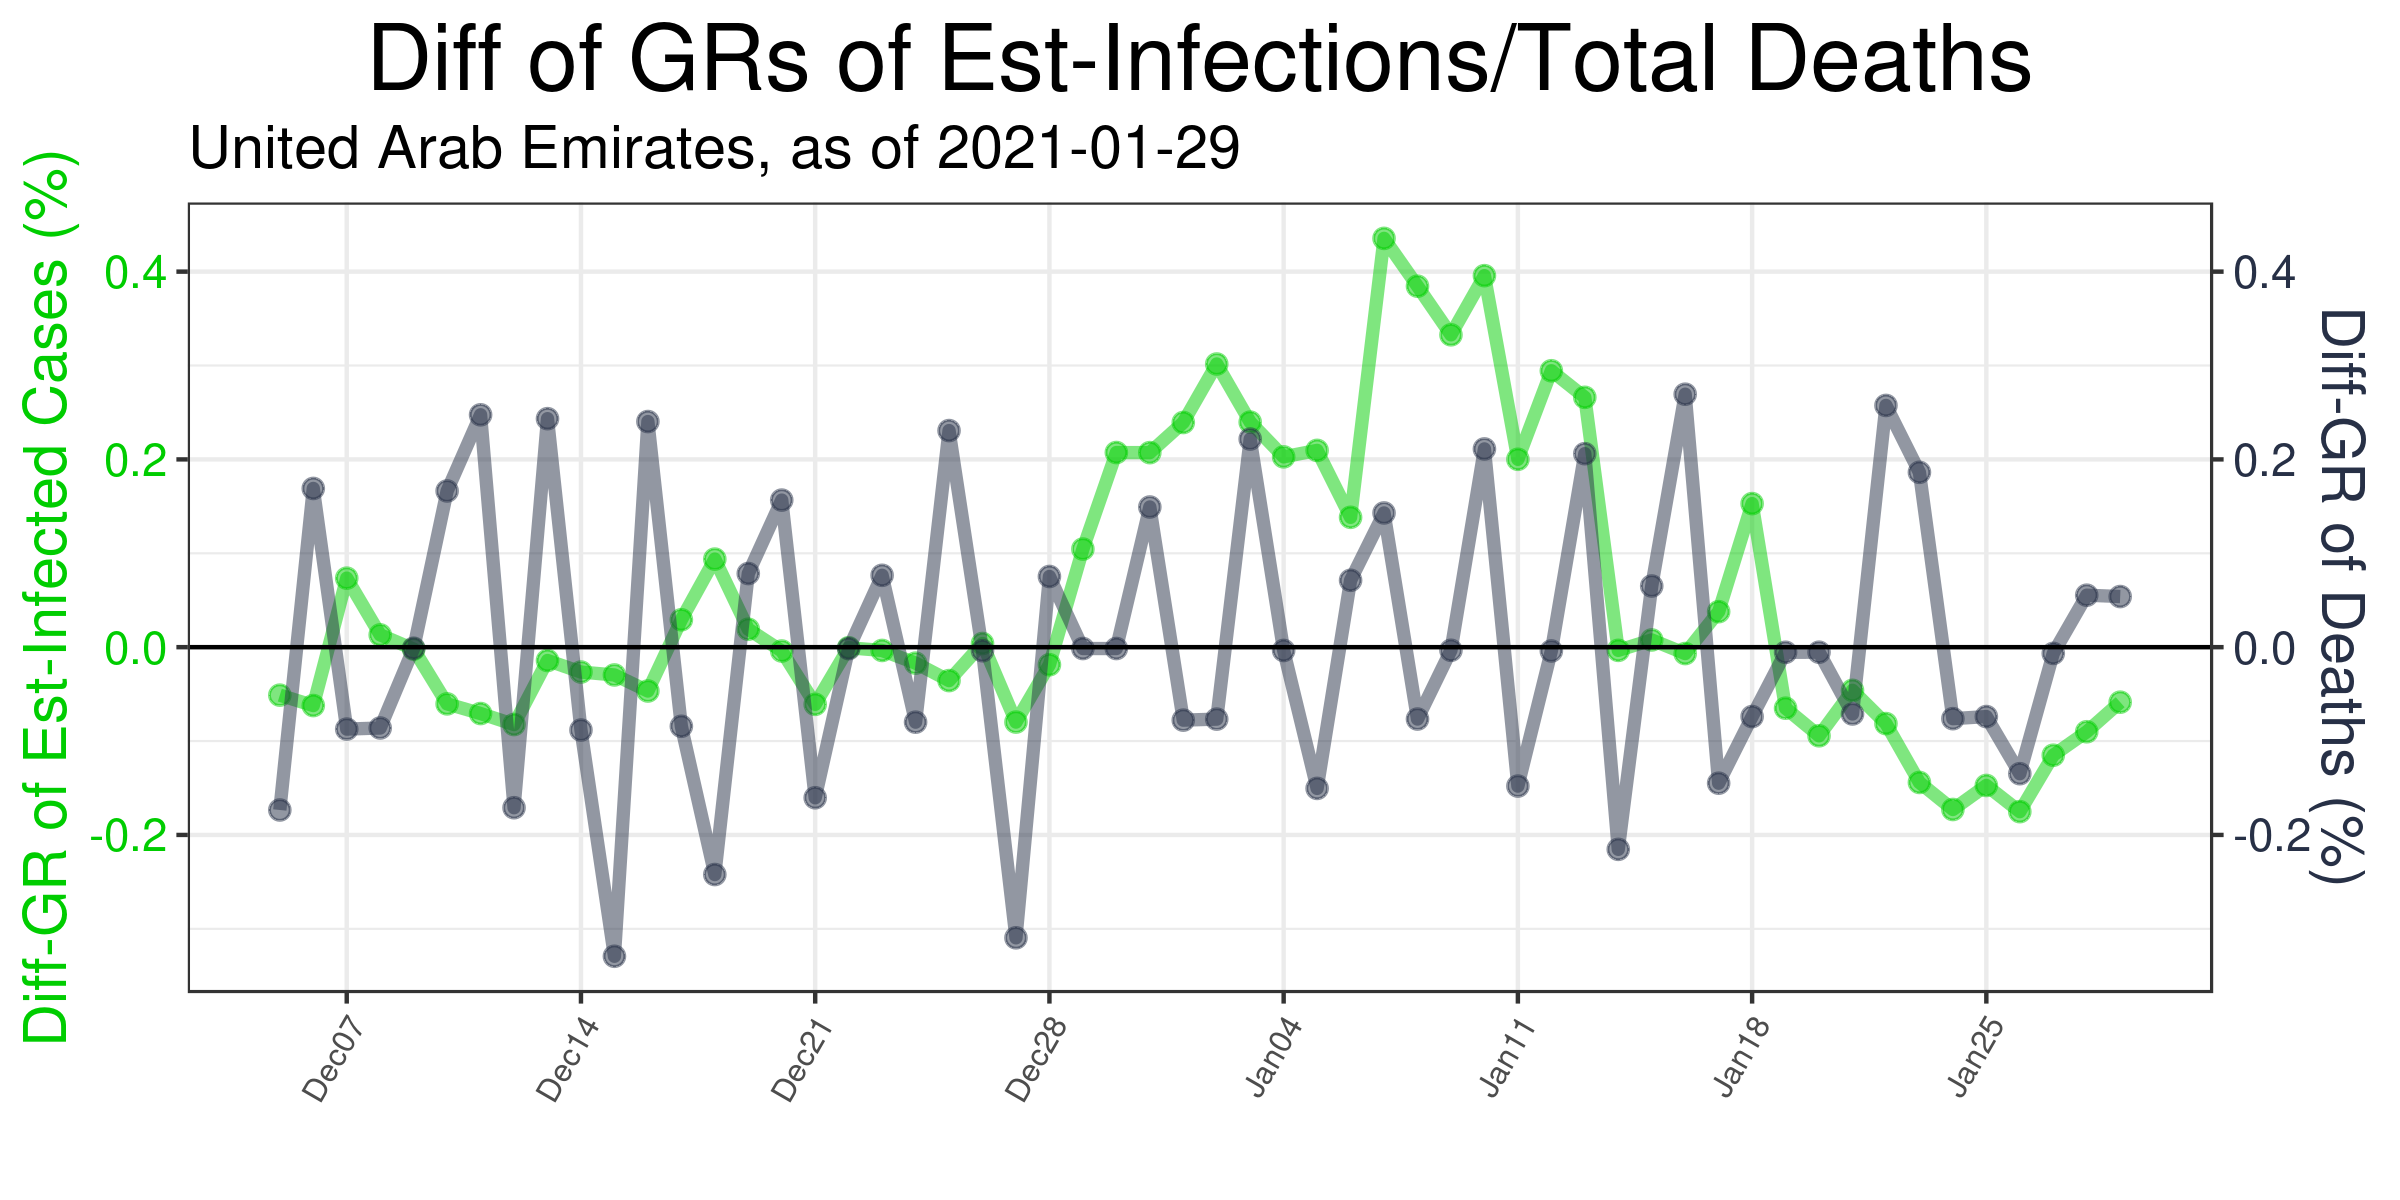 Diff of GRs of Est-Infections/Total Deaths
United Arab Emirates, as of 2021-01-29
Diff-GR of Est-Infected Cases (%)
0.4
0.2
0.0
-0.2
0.4
0.2
0.0
-0.2
Diff-GR of Deaths (%)
Dec07
Dec14
Dec21
Dec28
Jan04
Jan11
Jan18
Jan25